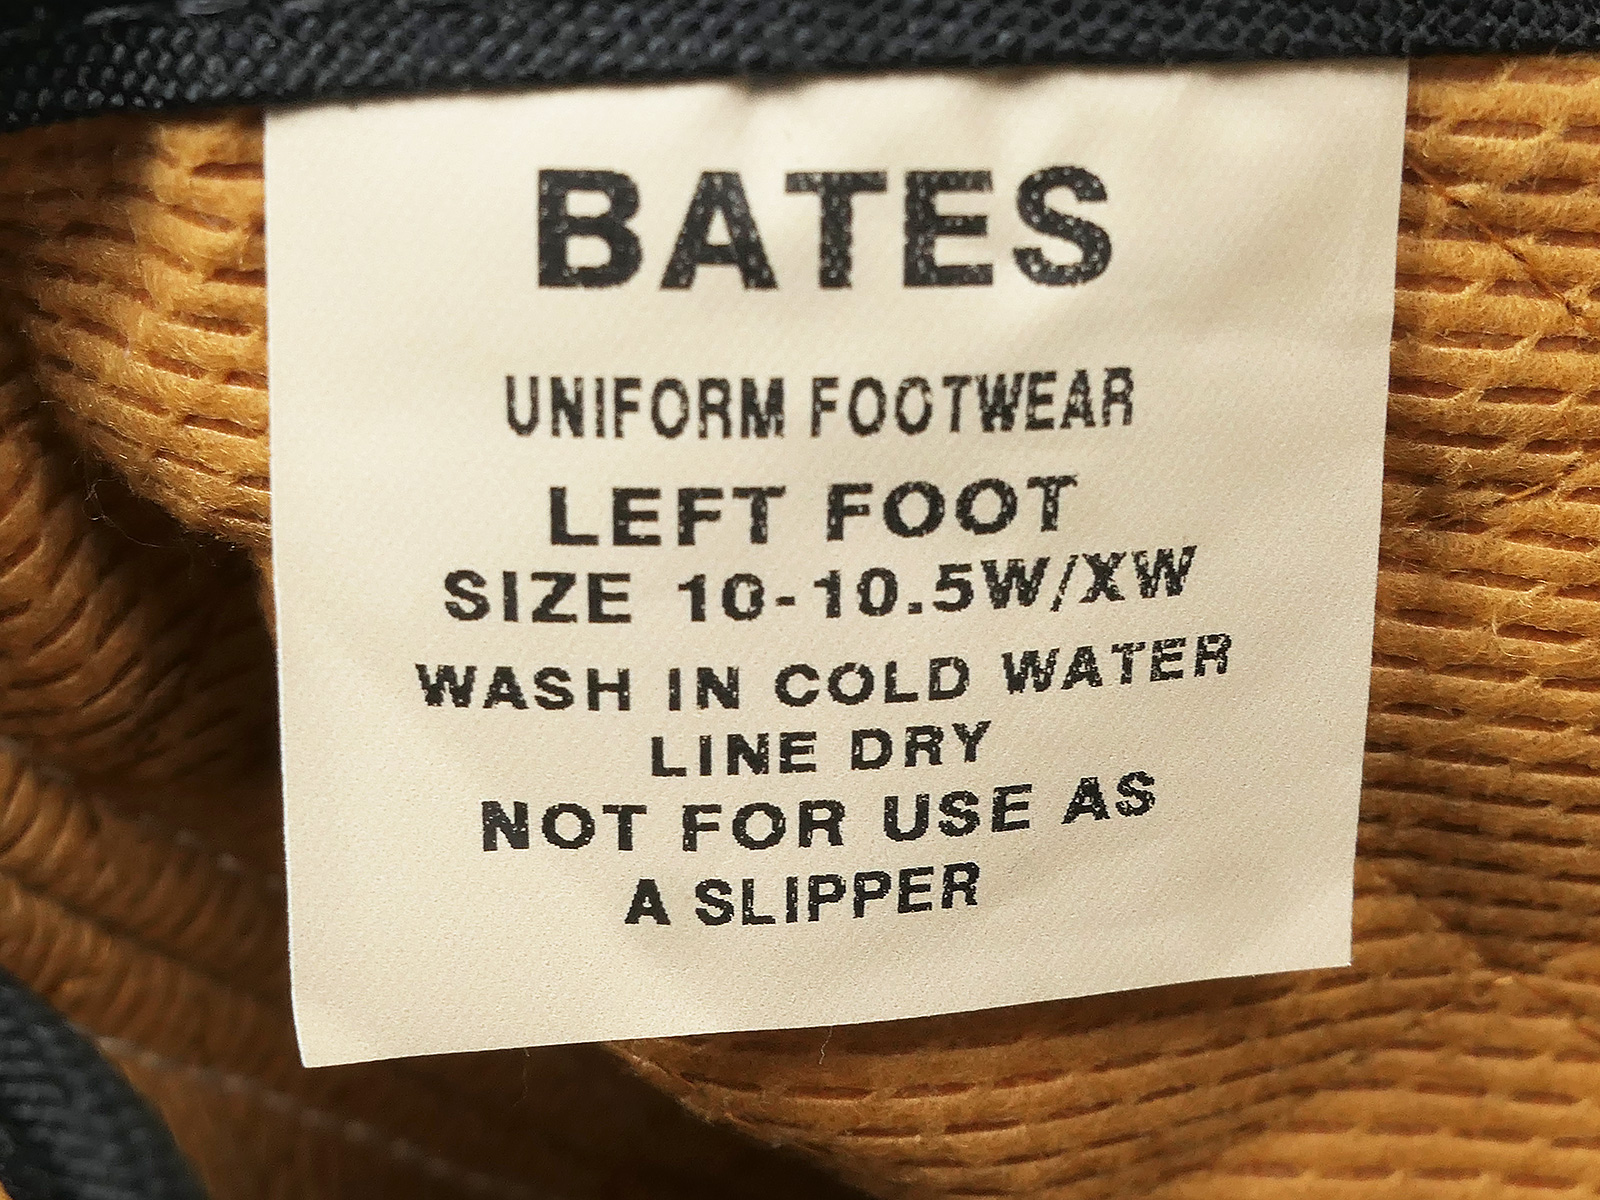 BATES
UNIFORM FOOTWEAR
LEFT FOOT
SIZE 10-10.5W/XW
WASH IN COLD WATER
LINE DRY
NOT FOR USE AS
A SLIPPER